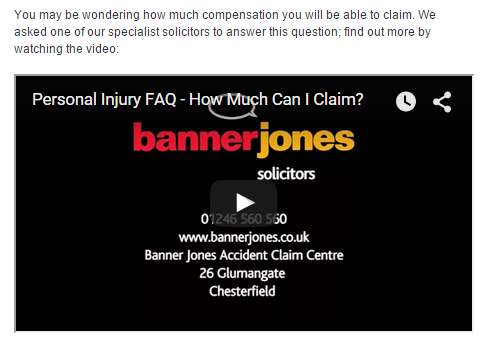 You may be wondering how much compensation you will be able to claim. We
asked one of our specialist solicitors to answer this question; find out more by
watching the video:
Personal Injury FAQ - How Much Can I Claim?
bannerjones
solicitors
01246 560 560
www.bannerjones.co.uk
Banner Jones Accident Claim Centre
26 Glumangate
Chesterfield